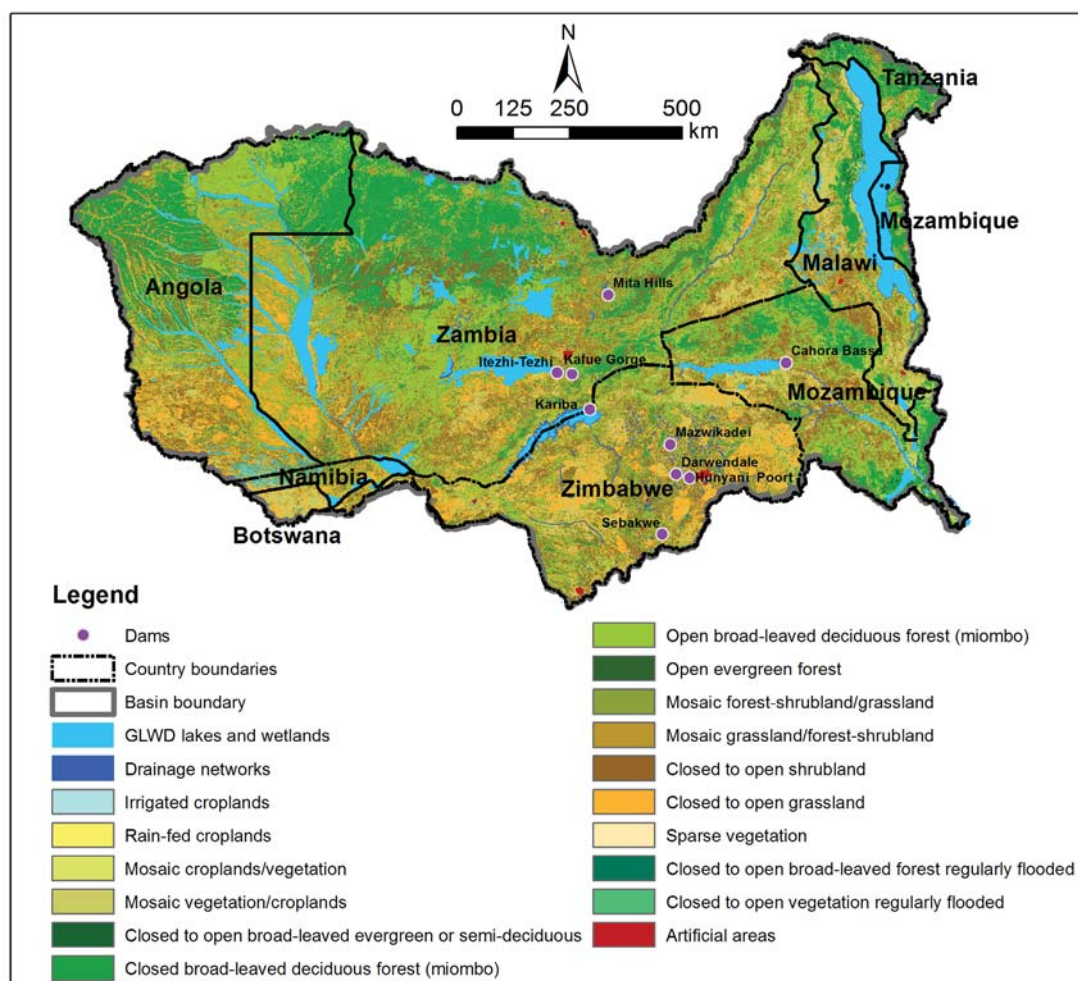 N
0 125 250 500
km
Tanzania
Mozambique
Malawi
Angola
Mita Hills
Zambia
Cahora Bassa
Itezhi-Tezhi
Kafue Gorge
Mozambique
Kariba
Mazwikadei
Darwendale
Hunyani Poort
Namibia
Zimbabwe
Sebakwe
Botswana
Legend
Dams
Country boundaries
Basin boundary
GLWD lakes and wetlands
Drainage networks
Irrigated croplands
Rain-fed croplands
Mosaic croplands/vegetation
Mosaic vegetation/croplands
Closed to open broad-leaved evergreen or semi-deciduous
Closed broad-leaved deciduous forest (miombo)
Open broad-leaved deciduous forest (miombo)
Open evergreen forest
Mosaic forest-shrubland/grassland
Mosaic grassland/forest-shrubland
Closed to open shrubland
Closed to open grassland
Sparse vegetation
Closed to open broad-leaved forest regularly flooded
Closed to open vegetation regularly flooded
Artificial areas